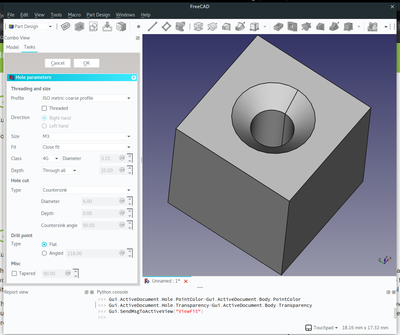 FreeCAD
File Edit View Tools Macro Part Design Windows Help
Part Design
Combo View
Model Tasks
Cancel OK
Hole parameters
Threading and size
Profile ISO metric coarse profile
Threaded
Direction Right hand
Left hand
Size M3
Fit Close fit
Class 4G Diameter
Depth Through all
Hole cut
Type Countersink
Diameter 6.00
Depth 0.00
Countersink angle 90.00
Drill point
Type Flat
Angled 118.00
Misc
Tapered 90.00
Unnamed : 1*
Report view
Python console
>>> Gui.ActiveDocument.Hole.PointColor=Gui.ActiveDocument.Body.PointColor
>>> Gui.ActiveDocument.Hole.Transparency=Gui.ActiveDocument.Body.Transparency
>>> Gui.SendMsgToActiveView("ViewFit")
>>>
Touchpad 18.16 mm x 17.32 mm